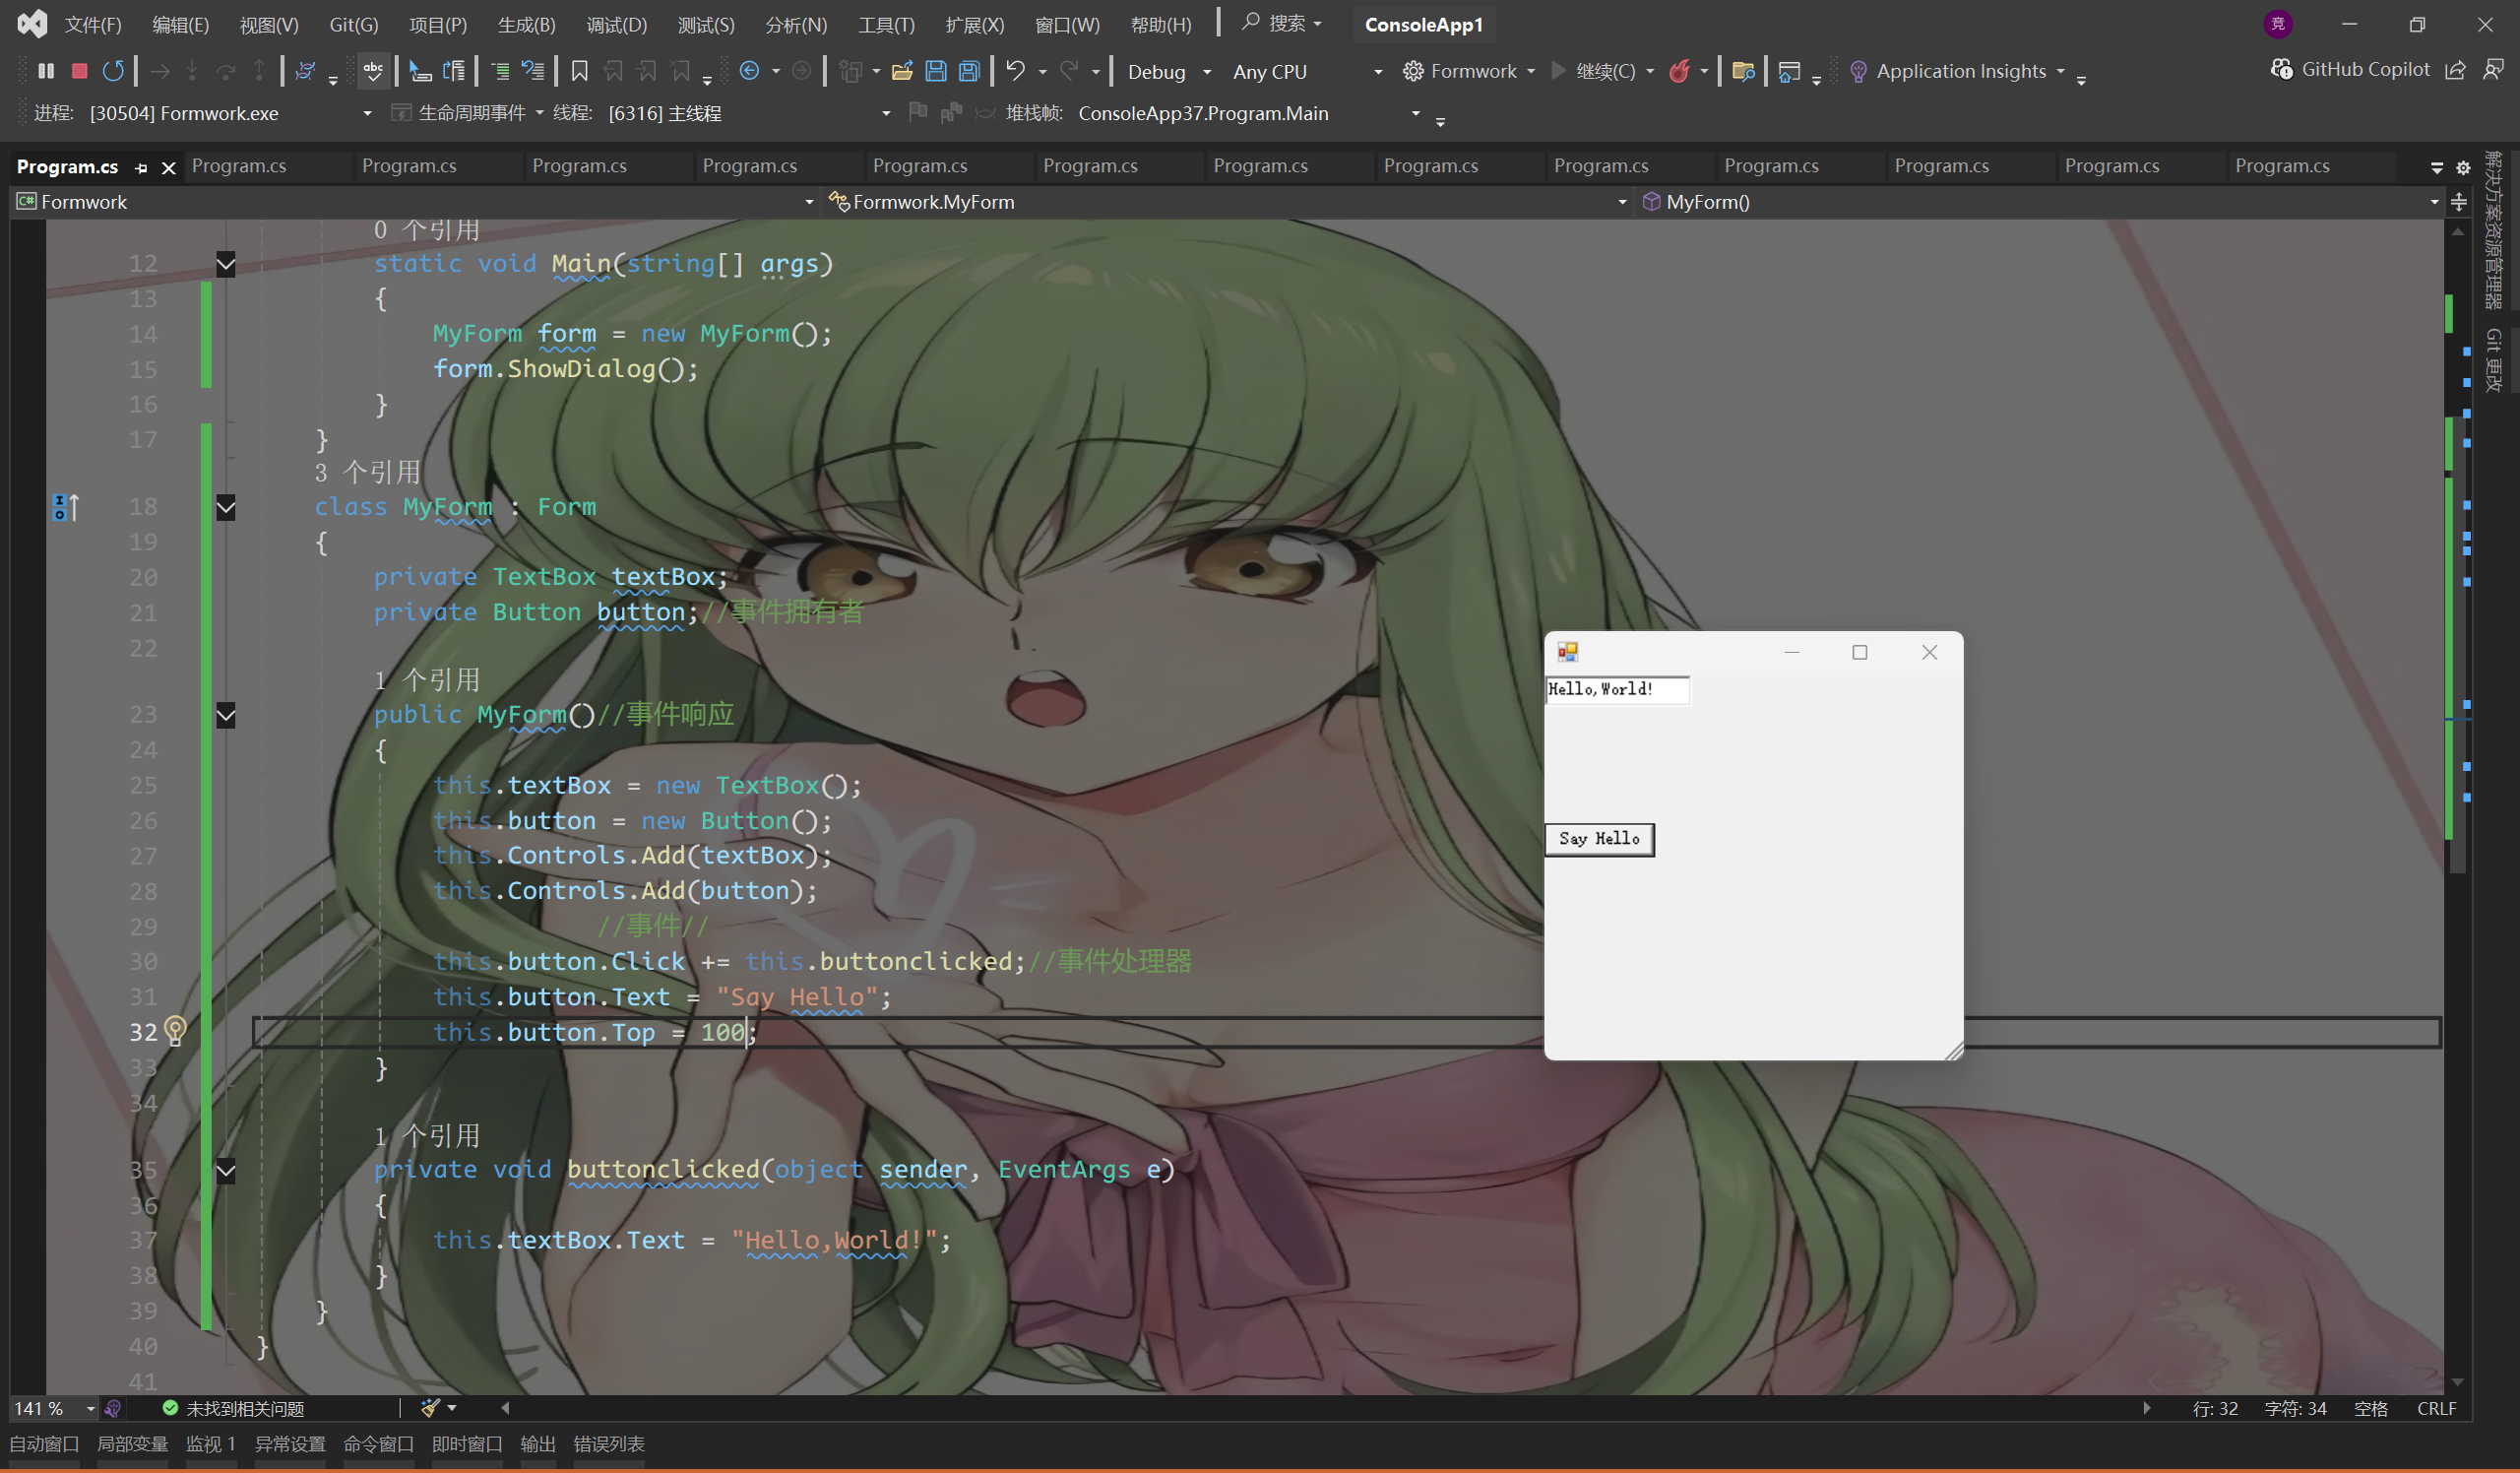 文件(F) 编辑(E) 视图(V) Git(G) 项目(P) 生成(B) 调试(D) 测试(S) 分析(N) 工具(T) 扩展(X) 窗口(W) 帮助(H) 搜索 ConsoleApp1 竞
abc Debug Any CPU Formwork 继续(C) Application Insights GitHub Copilot
进程: [30504] Formwork.exe 生命周期事件 线程: [6316] 主线程 堆栈帧: ConsoleApp37.Program.Main
Program.cs Program.cs Program.cs Program.cs Program.cs Program.cs Program.cs Program.cs Program.cs Program.cs Program.cs Program.cs Program.cs Program.cs
C# Formwork Formwork.MyForm MyForm()
解决方案资源管理器
Git 更改
0 个引用
12 static void Main(string[] args)
13 {
14 MyForm form = new MyForm();
15 form.ShowDialog();
16 }
17 }
3 个引用
18 class MyForm : Form
19 {
20 private TextBox textBox;
21 private Button button;//事件拥有者
22
1 个引用
23 public MyForm()//事件响应
24 {
25 this.textBox = new TextBox();
26 this.button = new Button();
27 this.Controls.Add(textBox);
28 this.Controls.Add(button);
29 //事件//
30 this.button.Click += this.buttonclicked;//事件处理器
31 this.button.Text = "Say Hello";
32 this.button.Top = 100;
33 }
34
1 个引用
35 private void buttonclicked(object sender, EventArgs e)
36 {
37 this.textBox.Text = "Hello,World!";
38 }
39 }
40 }
41
Hello,World!
Say Hello
141 % 未找到相关问题 行: 32 字符: 34 空格 CRLF
自动窗口 局部变量 监视 1 异常设置 命令窗口 即时窗口 输出 错误列表